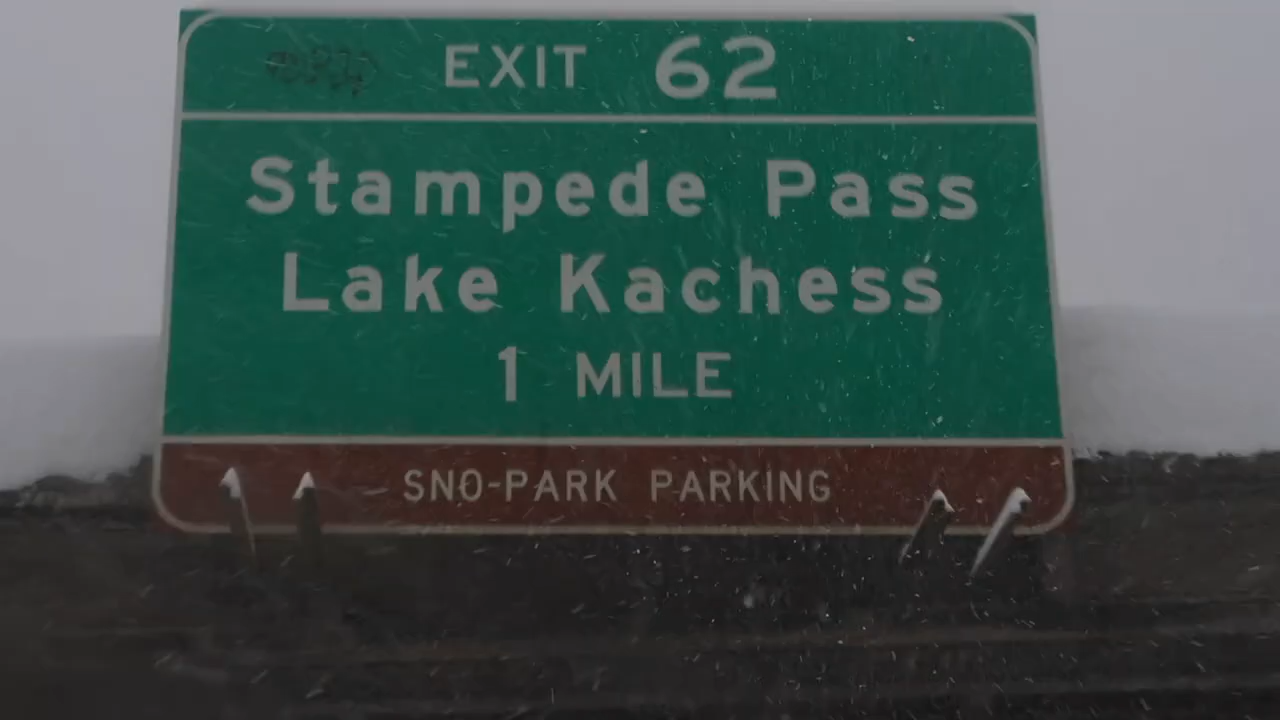 EXIT 62
Stampede Pass
Lake Kachess
1 MILE
SNO-PARK PARKING